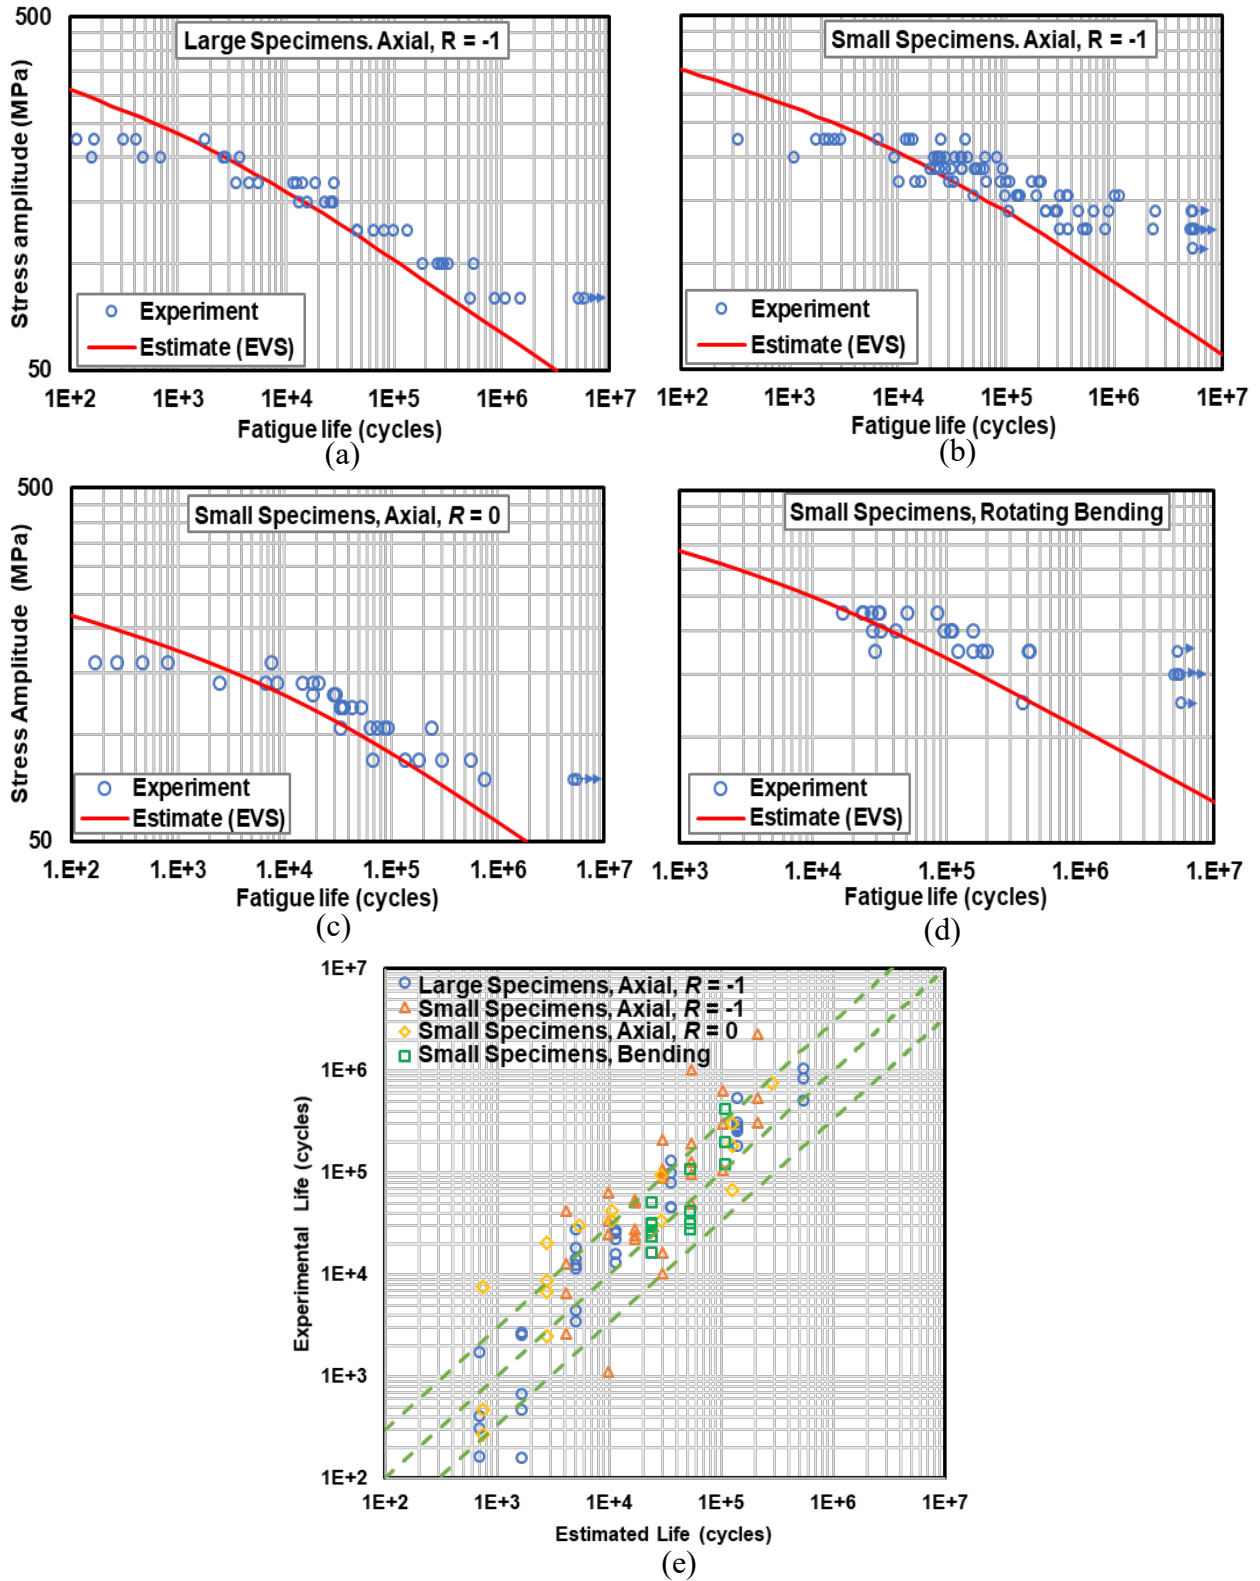 500
Large Specimens. Axial, R = -1
Stress amplitude (MPa)
Experiment
Estimate (EVS)
50
1E+2 1E+3 1E+4 1E+5 1E+6 1E+7
Fatigue life (cycles)
(a)
Small Specimens. Axial, R = -1
Experiment
Estimate (EVS)
1E+2 1E+3 1E+4 1E+5 1E+6 1E+7
Fatigue life (cycles)
(b)
500
Small Specimens, Axial, R = 0
Stress Amplitude (MPa)
Experiment
Estimate (EVS)
50
1.E+2 1.E+3 1.E+4 1.E+5 1.E+6 1.E+7
Fatigue life (cycles)
(c)
Small Specimens, Rotating Bending
Experiment
Estimate (EVS)
1.E+3 1.E+4 1.E+5 1.E+6 1.E+7
Fatigue life (cycles)
(d)
1E+7
Large Specimens, Axial, R = -1
Small Specimens, Axial, R = -1
Small Specimens, Axial, R = 0
Small Specimens, Bending
1E+6
1E+5
Experimental Life (cycles)
1E+4
1E+3
1E+2
1E+2 1E+3 1E+4 1E+5 1E+6 1E+7
Estimated Life (cycles)
(e)